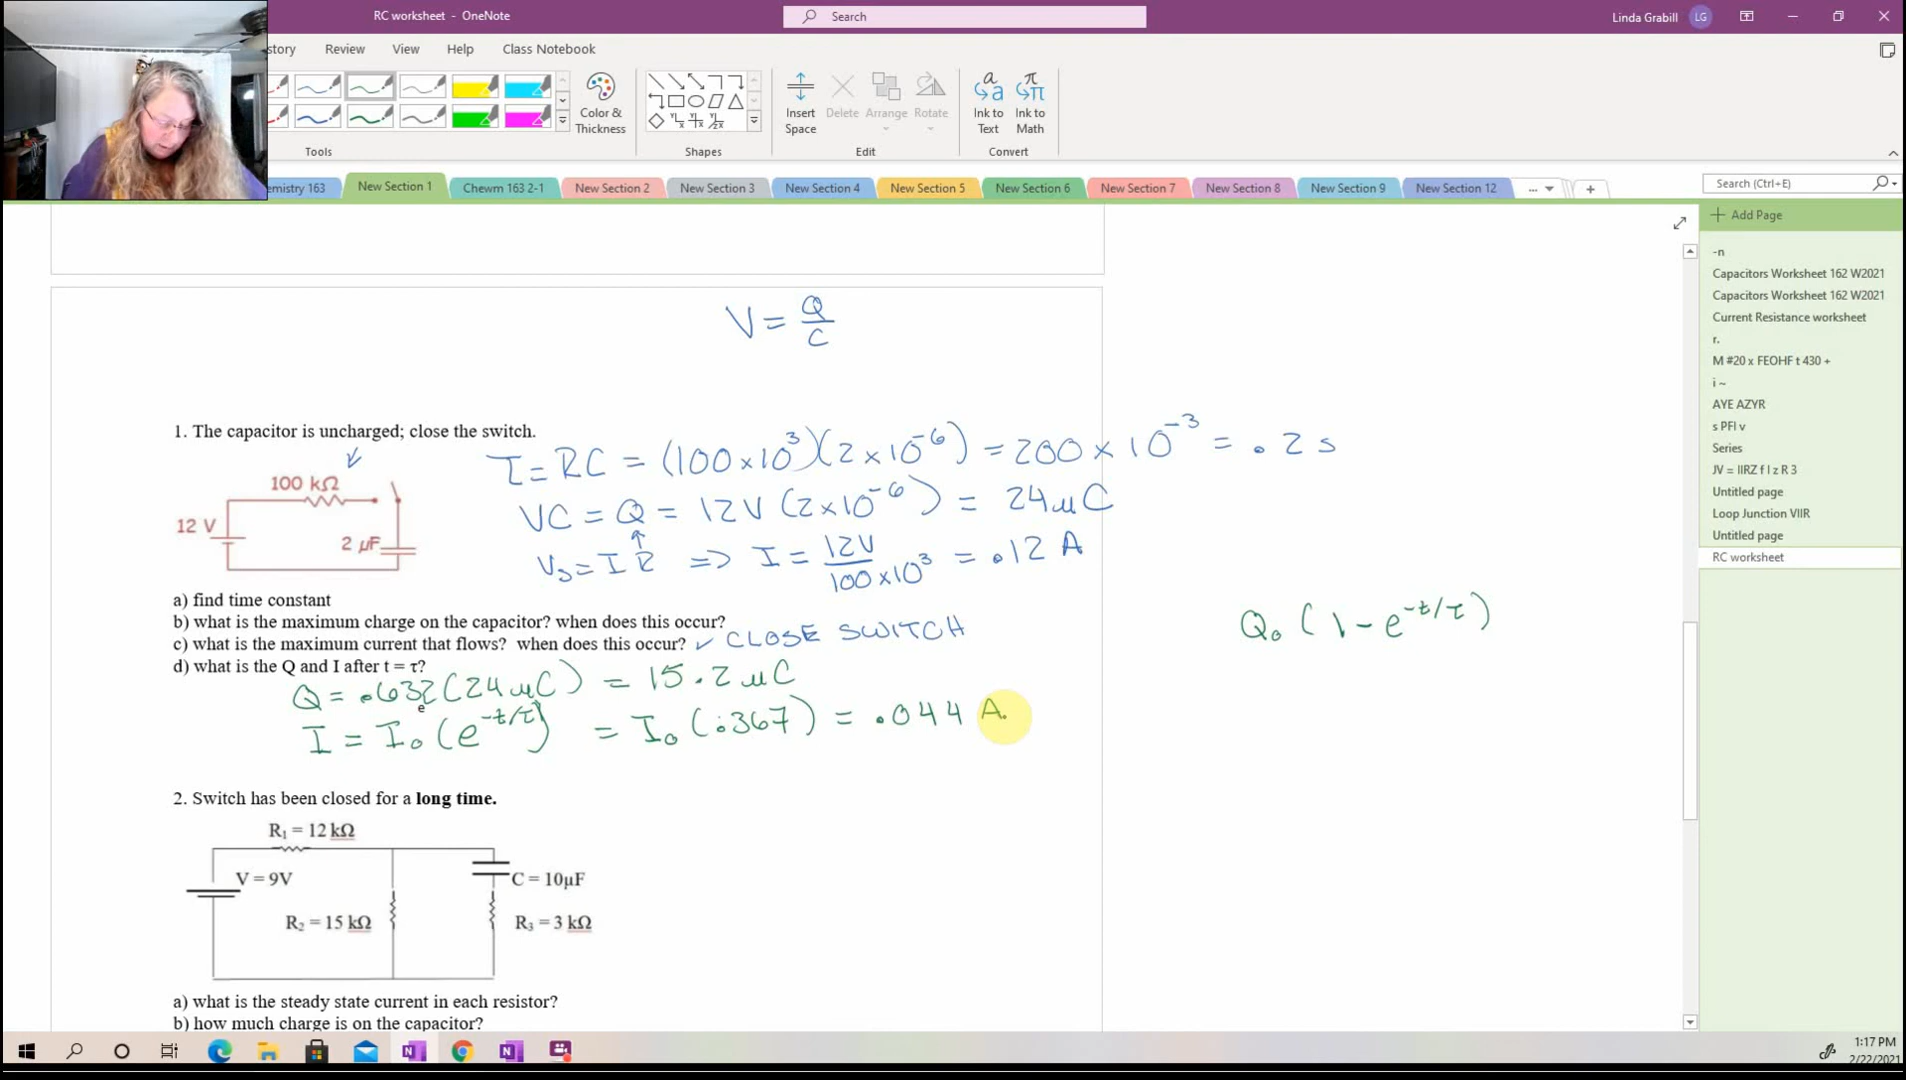 RC worksheet - OneNote
Search
Linda Grabill
LG
story
Review
View
Help
Class Notebook
Color & Thickness
Insert Space
Delete
Arrange
Rotate
Ink to Text
Ink to Math
Tools
Shapes
Edit
Convert
emistry 163
New Section 1
Chewm 163 2-1
New Section 2
New Section 3
New Section 4
New Section 5
New Section 6
New Section 7
New Section 8
New Section 9
New Section 12
...
Search (Ctrl+E)
Add Page
-n
Capacitors Worksheet 162 W2021
Capacitors Worksheet 162 W2021
Current Resistance worksheet
r.
M #20 x FEOHF t 430 +
i ~
AYE AZYR
s PFI v
Series
JV = IIRZ f l z R 3
Untitled page
Loop Junction VIIR
Untitled page
RC worksheet
V = Q/C
1. The capacitor is uncharged; close the switch.
τ = RC = (100×10³)(2×10⁻⁶) = 200 × 10⁻³ = .2 s
100 kΩ
12 V
2 µF
VC = Q = 12V (2×10⁻⁶) = 24µC
V₃ = I R => I = 12V / 100×10³ = .12 A
a) find time constant
b) what is the maximum charge on the capacitor? when does this occur?
c) what is the maximum current that flows? when does this occur? ✓ CLOSE SWITCH
d) what is the Q and I after t = τ?
Q₀ (1 - e^(-t/τ))
Q = .632 (24 µC) = 15.2 µC
e
I = I₀ (e^(-t/τ)) = I₀ (.367) = .044 A.
2. Switch has been closed for a long time.
R₁ = 12 kΩ
V = 9V
C = 10µF
R₂ = 15 kΩ
R₃ = 3 kΩ
a) what is the steady state current in each resistor?
b) how much charge is on the capacitor?
1:17 PM
2/22/2021